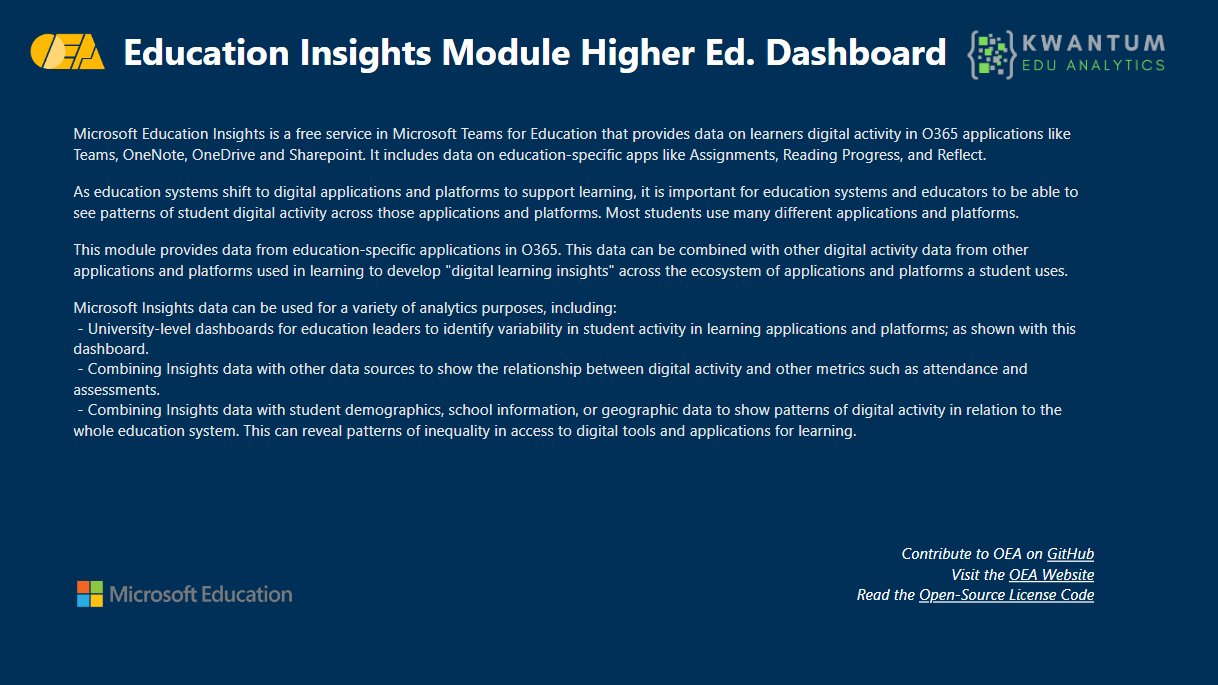 OEA Education Insights Module Higher Ed. Dashboard KWANTUM
EDU ANALYTICS
Microsoft Education Insights is a free service in Microsoft Teams for Education that provides data on learners digital activity in O365 applications like
Teams, OneNote, OneDrive and Sharepoint. It includes data on education-specific apps like Assignments, Reading Progress, and Reflect.
As education systems shift to digital applications and platforms to support learning, it is important for education systems and educators to be able to
see patterns of student digital activity across those applications and platforms. Most students use many different applications and platforms.
This module provides data from education-specific applications in O365. This data can be combined with other digital activity data from other
applications and platforms used in learning to develop "digital learning insights" across the ecosystem of applications and platforms a student uses.
Microsoft Insights data can be used for a variety of analytics purposes, including:
- University-level dashboards for education leaders to identify variability in student activity in learning applications and platforms; as shown with this
dashboard.
- Combining Insights data with other data sources to show the relationship between digital activity and other metrics such as attendance and
assessments.
- Combining Insights data with student demographics, school information, or geographic data to show patterns of digital activity in relation to the
whole education system. This can reveal patterns of inequality in access to digital tools and applications for learning.
Contribute to OEA on GitHub
Visit the OEA Website
Read the Open-Source License Code
Microsoft Education